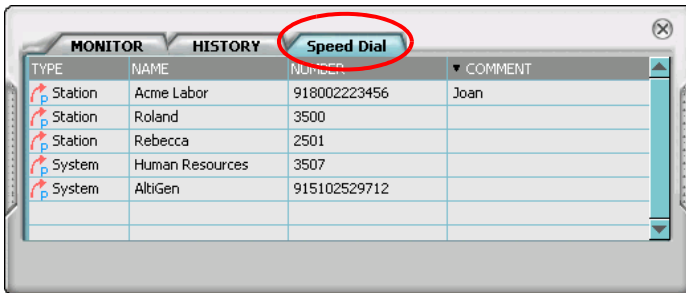 MONITOR HISTORY Speed Dial
TYPE NAME NUMBER ▼ COMMENT
p Station Acme Labor 918002223456 Joan
p Station Roland 3500
p Station Rebecca 2501
p System Human Resources 3507
p System AltiGen 915102529712